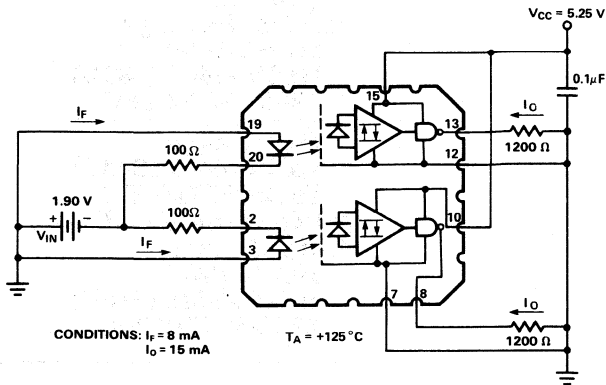 VCC = 5.25 V
15
0.1μF
IF
19
13
IO
100 Ω
20
12
1200 Ω
1.90 V
+
−
VIN
100Ω
2
10
IF
3
7
8
IO
CONDITIONS: IF = 8 mA
IO = 15 mA
TA = +125°C
1200 Ω